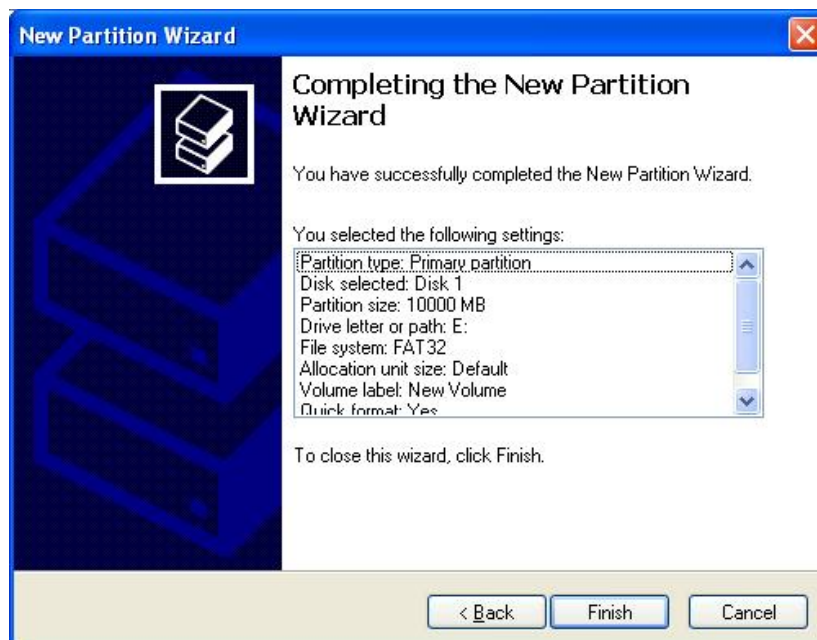 New Partition Wizard
Completing the New Partition
Wizard
You have successfully completed the New Partition Wizard.
You selected the following settings:
Partition type: Primary partition
Disk selected: Disk 1
Partition size: 10000 MB
Drive letter or path: E:
File system: FAT32
Allocation unit size: Default
Volume label: New Volume
Quick format: Yes
To close this wizard, click Finish.
< Back
Finish
Cancel